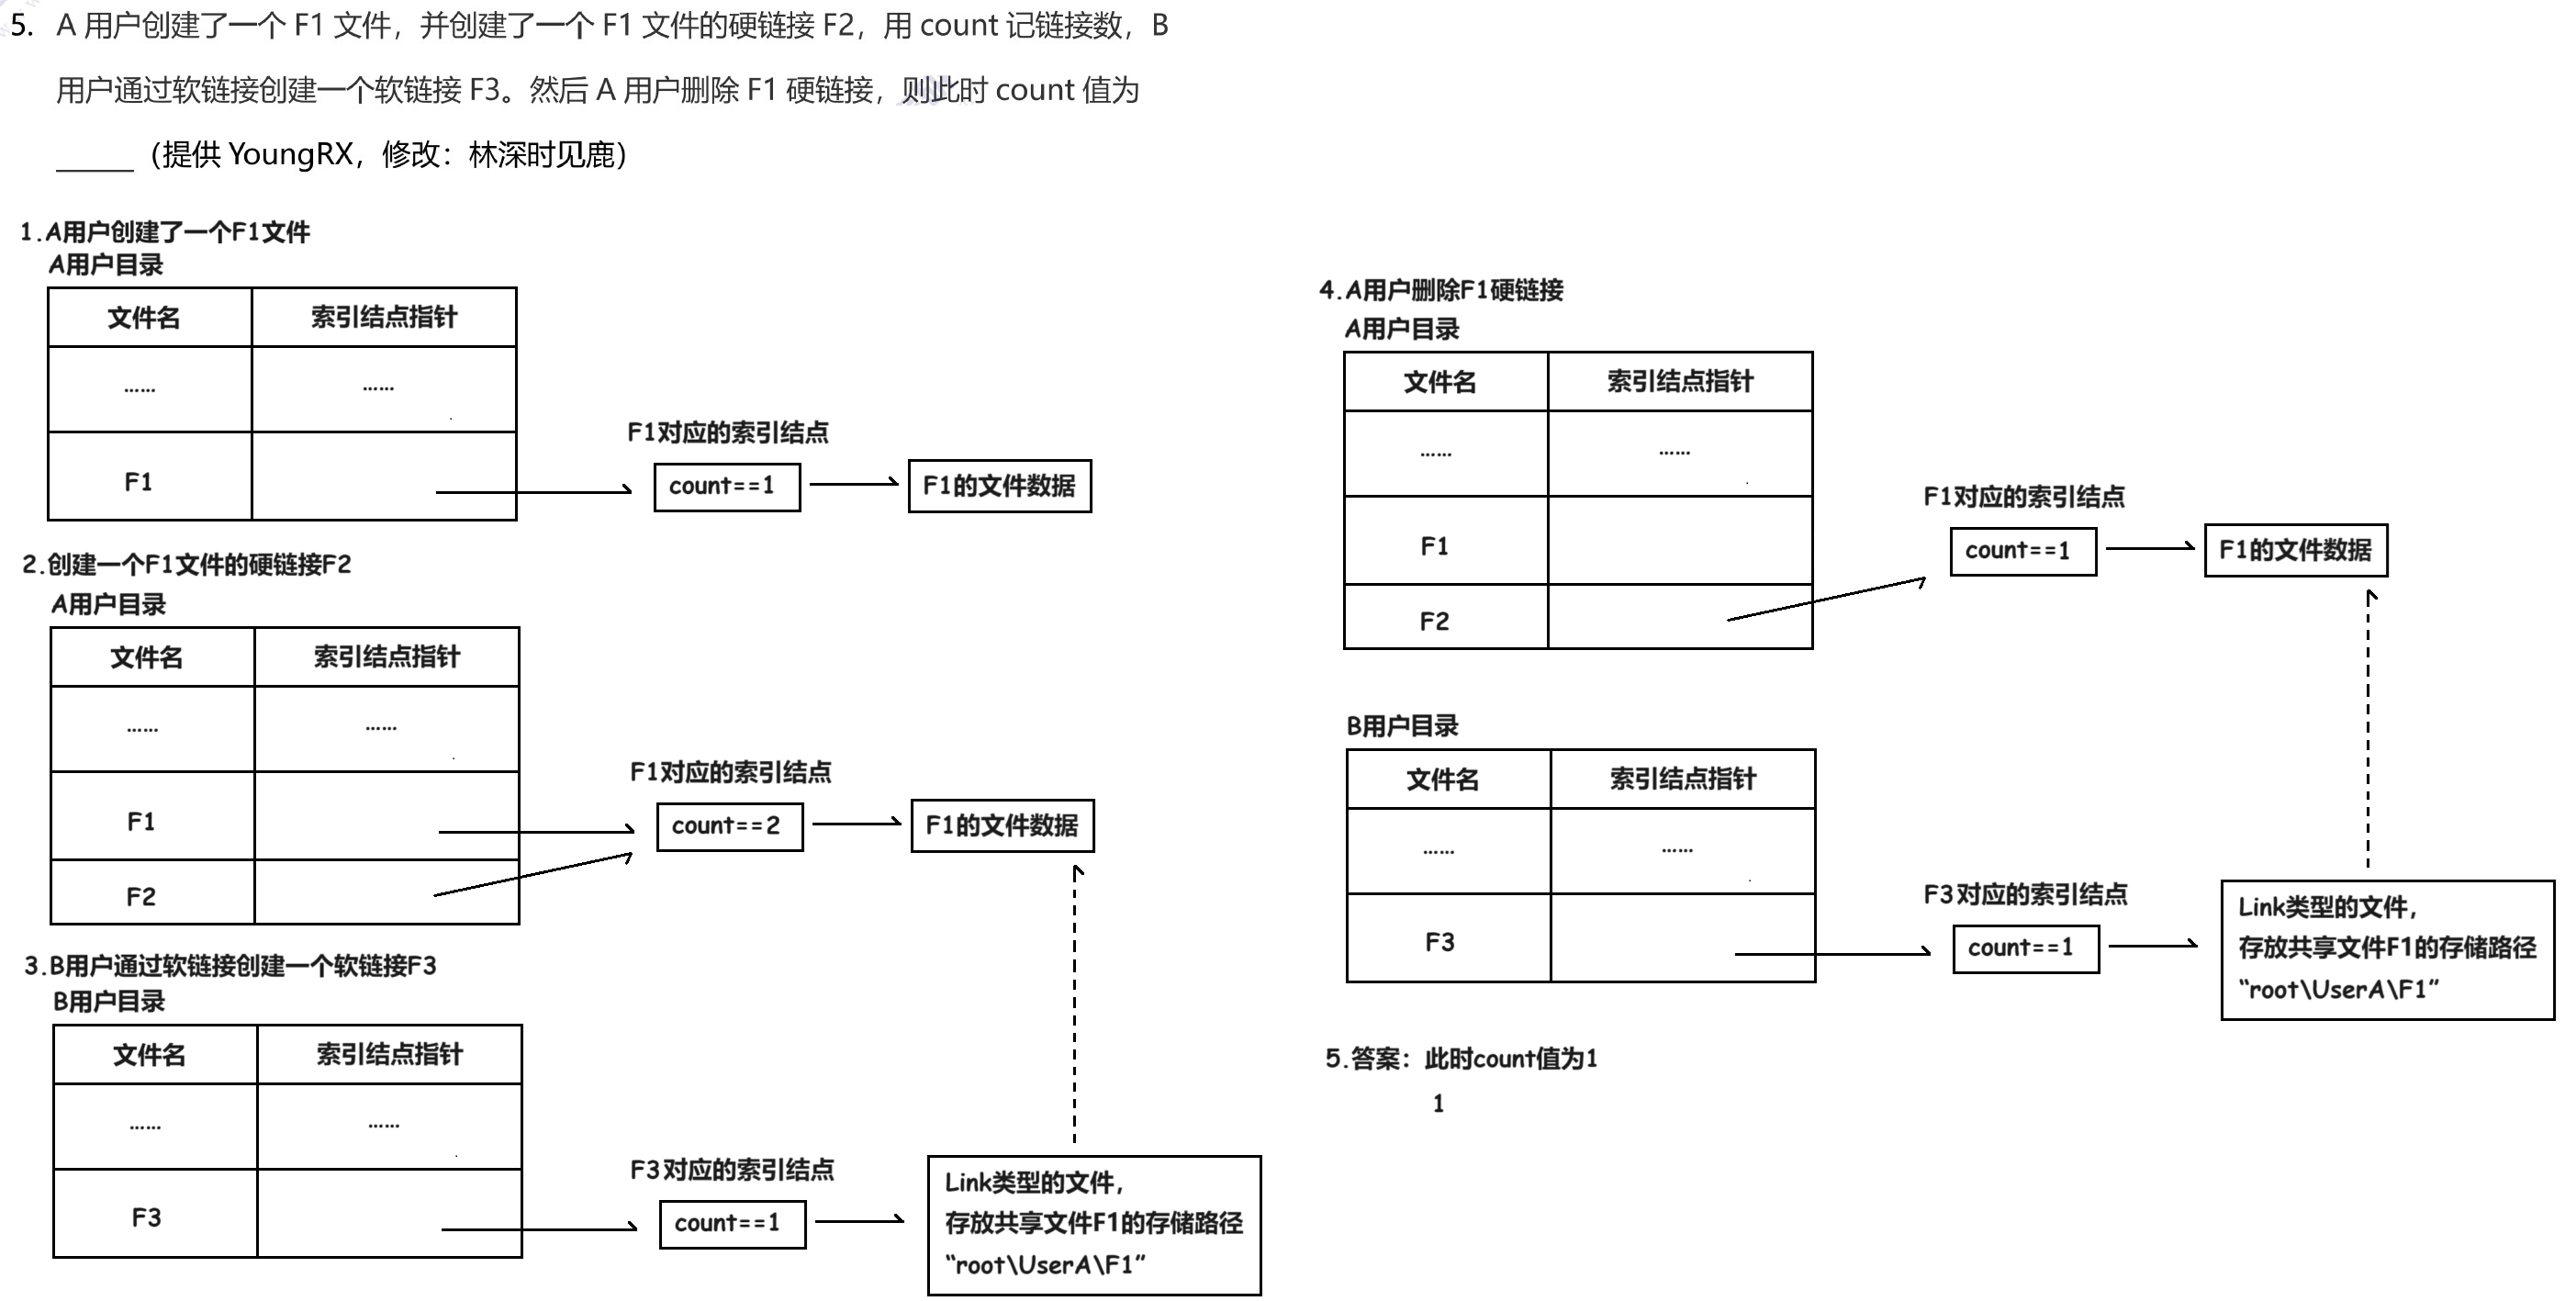 5. A 用户创建了一个 F1 文件，并创建了一个 F1 文件的硬链接 F2，用 count 记链接数，B
用户通过软链接创建一个软链接 F3。然后 A 用户删除 F1 硬链接，则此时 count 值为
______（提供 YoungRX，修改：林深时见鹿）
1.A用户创建了一个F1文件
A用户目录
文件名 索引结点指针
…… ……
F1
F1对应的索引结点
count==1
F1的文件数据
2.创建一个F1文件的硬链接F2
A用户目录
文件名 索引结点指针
…… ……
F1
F2
F1对应的索引结点
count==2
F1的文件数据
3.B用户通过软链接创建一个软链接F3
B用户目录
文件名 索引结点指针
…… ……
F3
F3对应的索引结点
count==1
Link类型的文件，
存放共享文件F1的存储路径
“root\UserA\F1”
4.A用户删除F1硬链接
A用户目录
文件名 索引结点指针
…… ……
F1
F2
F1对应的索引结点
count==1
F1的文件数据
B用户目录
文件名 索引结点指针
…… ……
F3
F3对应的索引结点
count==1
Link类型的文件，
存放共享文件F1的存储路径
“root\UserA\F1”
5.答案：此时count值为1
1